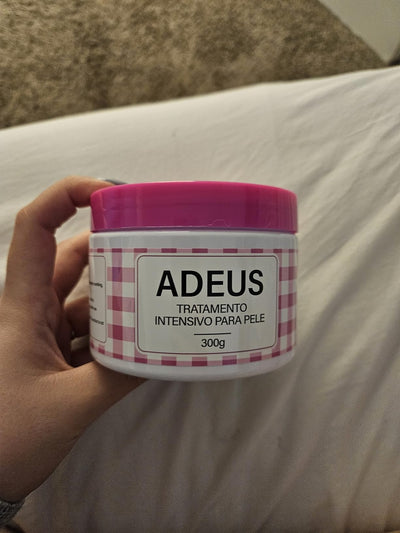 ADEUS
TRATAMENTO
INTENSIVO PARA PELE
300g